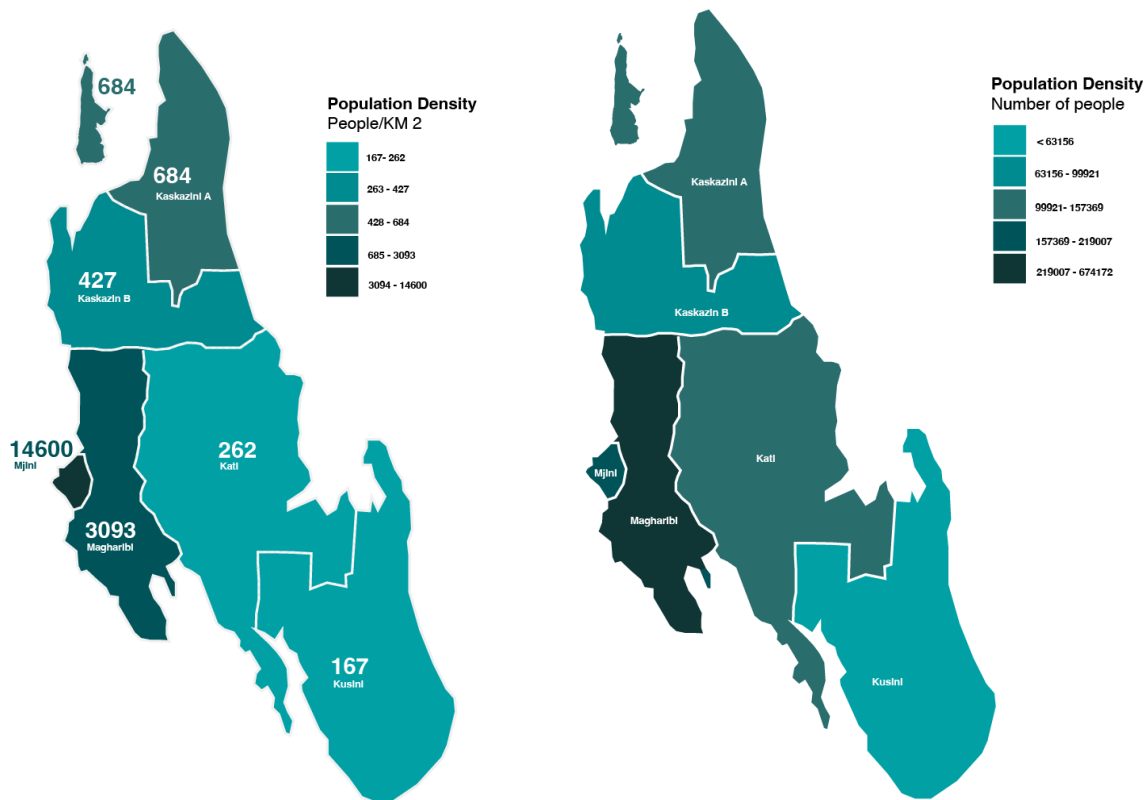 684
684
KaskazInI A
427
KaskazIn B
14600
MjInI
262
KatI
3093
MagharIbI
167
KusInI
Population Density
People/KM 2
167- 262
263 - 427
428 - 684
685 - 3093
3094 - 14600
KaskazInI A
KaskazIn B
KatI
MjInI
MagharIbI
KusInI
Population Density
Number of people
< 63156
63156 - 99921
99921- 157369
157369 - 219007
219007 - 674172